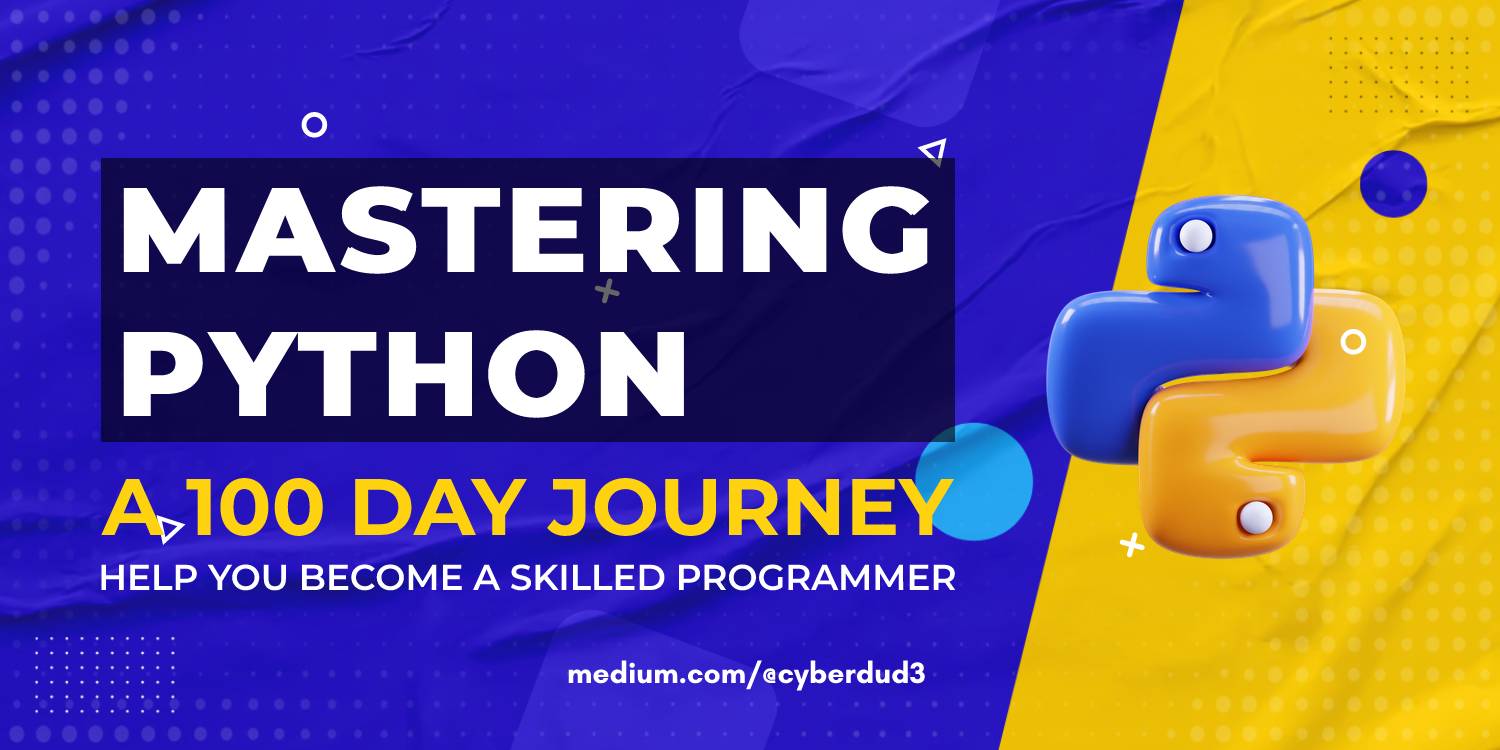 MASTERING
PYTHON
A 100 DAY JOURNEY
HELP YOU BECOME A SKILLED PROGRAMMER
medium.com/@cyberdud3